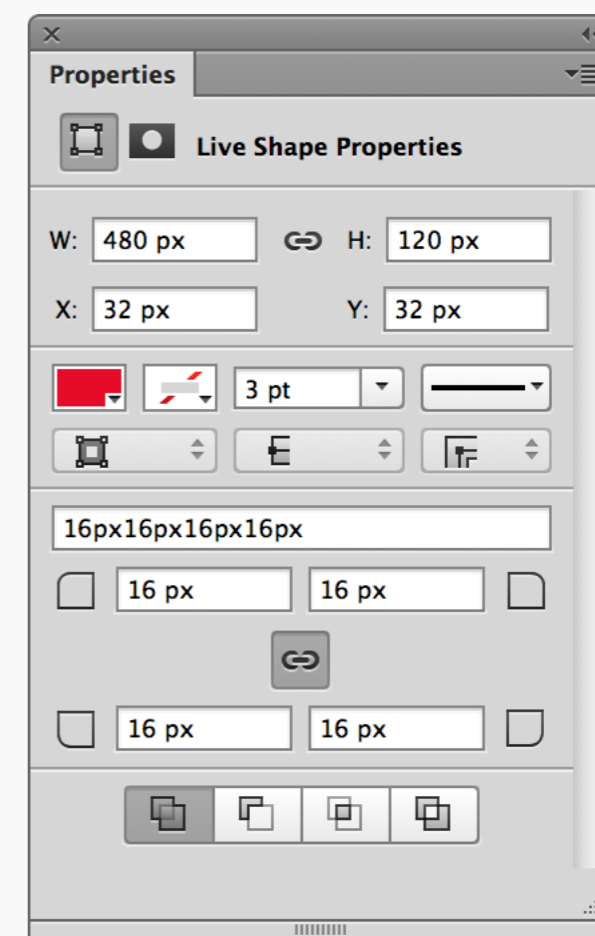 Properties
Live Shape Properties
W: 480 px H: 120 px
X: 32 px Y: 32 px
3 pt
16px16px16px16px
16 px 16 px
16 px 16 px